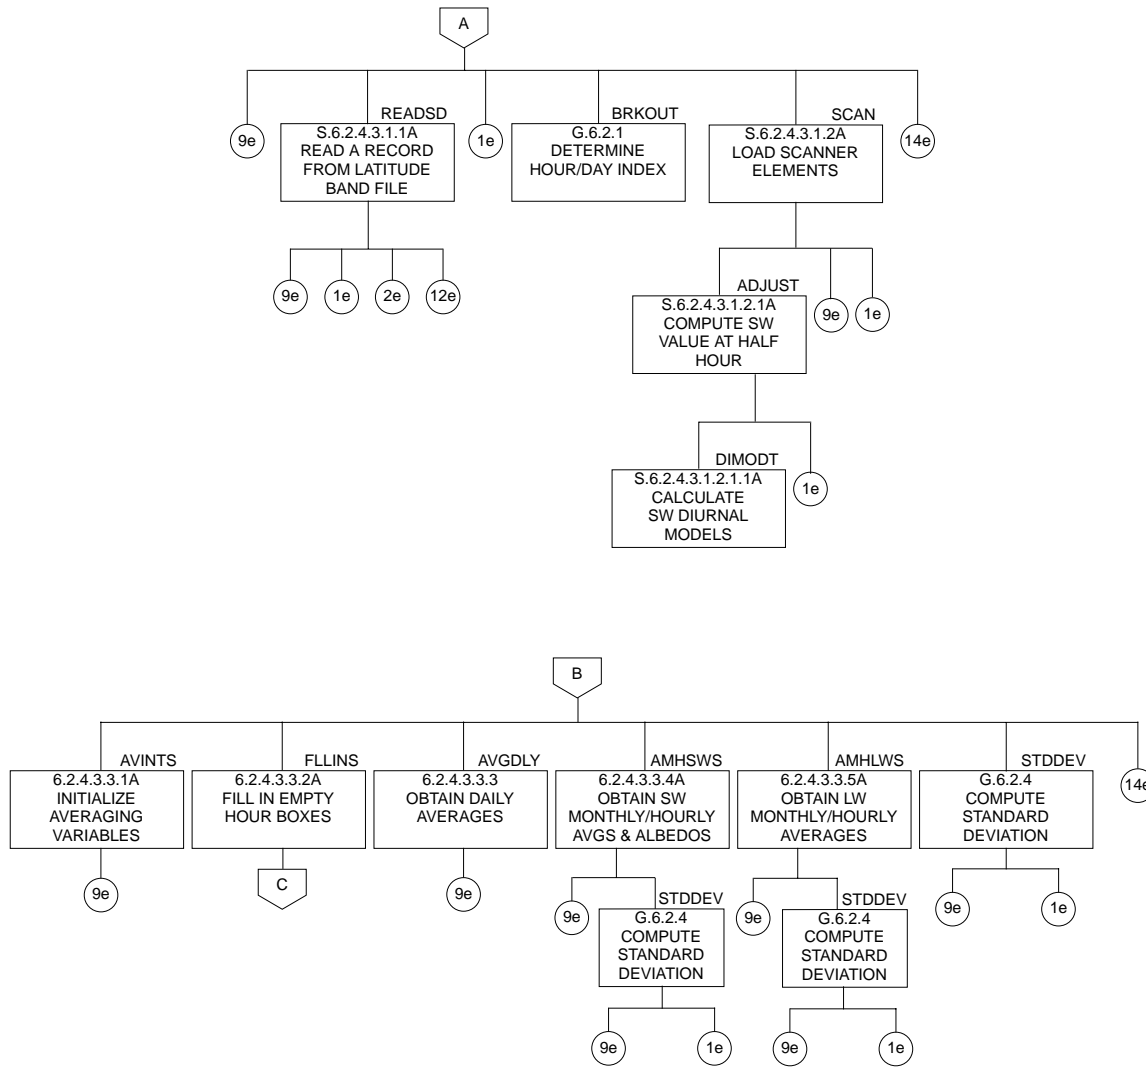 A
READSD
BRKOUT
SCAN
9e
S.6.2.4.3.1.1A
READ A RECORD
FROM LATITUDE
BAND FILE
1e
G.6.2.1
DETERMINE
HOUR/DAY INDEX
S.6.2.4.3.1.2A
LOAD SCANNER
ELEMENTS
14e
9e
1e
2e
12e
ADJUST
S.6.2.4.3.1.2.1A
COMPUTE SW
VALUE AT HALF
HOUR
9e
1e
DIMODT
S.6.2.4.3.1.2.1.1A
CALCULATE
SW DIURNAL
MODELS
1e
B
AVINTS
6.2.4.3.3.1A
INITIALIZE
AVERAGING
VARIABLES
9e
FLLINS
6.2.4.3.3.2A
FILL IN EMPTY
HOUR BOXES
C
AVGDLY
6.2.4.3.3.3
OBTAIN DAILY
AVERAGES
9e
AMHSWS
6.2.4.3.3.4A
OBTAIN SW
MONTHLY/HOURLY
AVGS & ALBEDOS
9e
STDDEV
G.6.2.4
COMPUTE
STANDARD
DEVIATION
9e
1e
AMHLWS
6.2.4.3.3.5A
OBTAIN LW
MONTHLY/HOURLY
AVERAGES
9e
STDDEV
G.6.2.4
COMPUTE
STANDARD
DEVIATION
9e
1e
STDDEV
G.6.2.4
COMPUTE
STANDARD
DEVIATION
9e
1e
14e